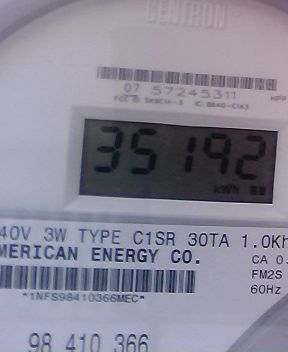 CENTRON
07 57245311
35192
kWh
40V 3W TYPE C1SR 30TA 1.0Kh
MERICAN ENERGY CO.
CA 0.
FM2S
60Hz
*1NFS98410366MEC*
98 410 366